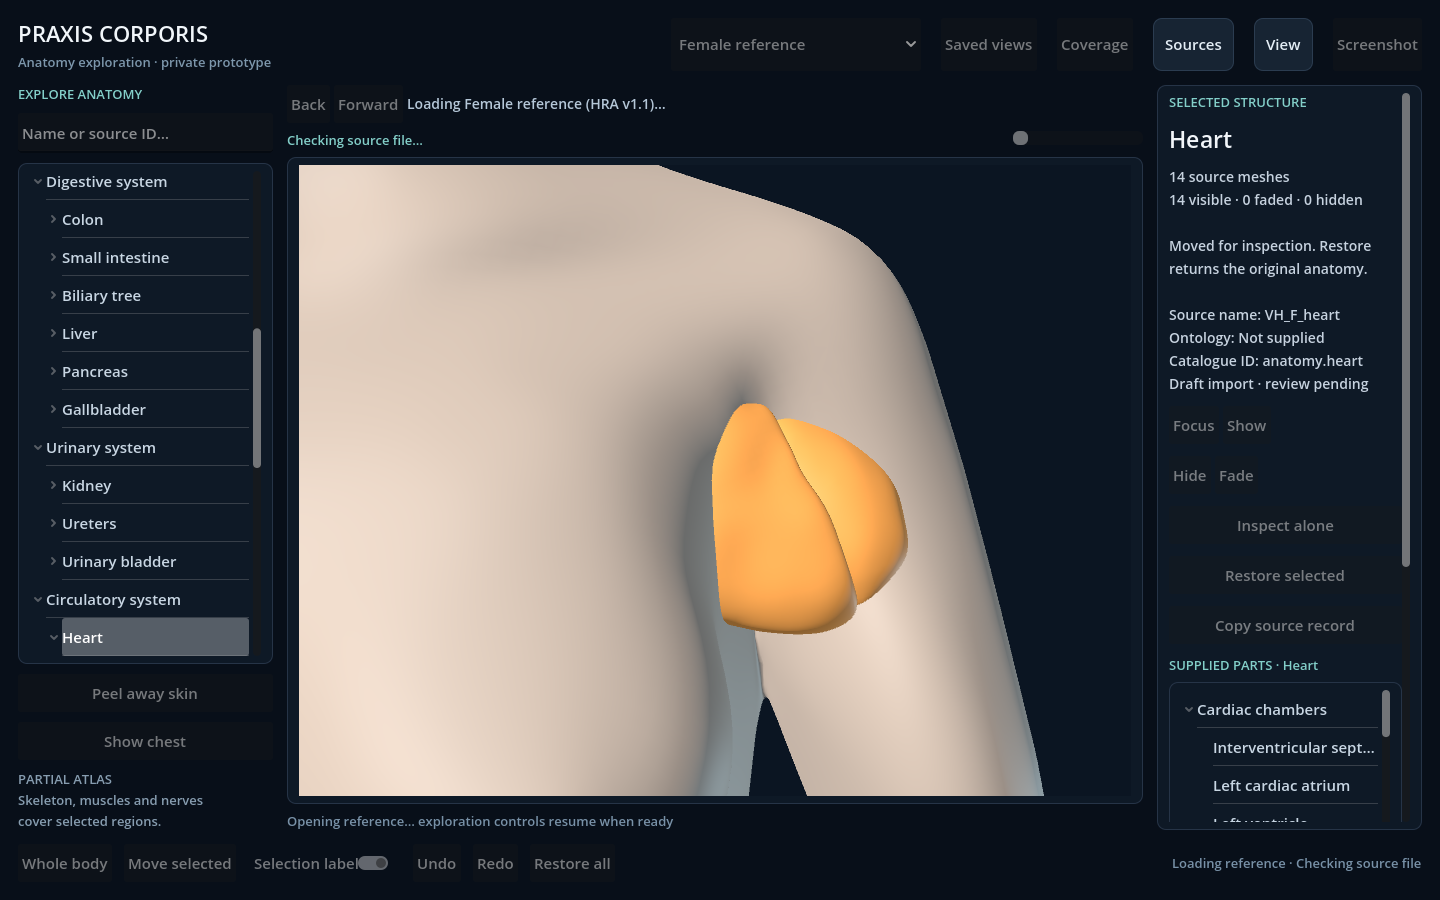 PRAXIS CORPORIS
Anatomy exploration · private prototype
Female reference
Saved views
Coverage
Sources
View
Screenshot
EXPLORE ANATOMY
Name or source ID...
Digestive system
Colon
Small intestine
Biliary tree
Liver
Pancreas
Gallbladder
Urinary system
Kidney
Ureters
Urinary bladder
Circulatory system
Heart
Peel away skin
Show chest
PARTIAL ATLAS
Skeleton, muscles and nerves
cover selected regions.
Back
Forward
Loading Female reference (HRA v1.1)...
Checking source file...
Opening reference... exploration controls resume when ready
SELECTED STRUCTURE
Heart
14 source meshes
14 visible · 0 faded · 0 hidden
Moved for inspection. Restore
returns the original anatomy.
Source name: VH_F_heart
Ontology: Not supplied
Catalogue ID: anatomy.heart
Draft import · review pending
Focus
Show
Hide
Fade
Inspect alone
Restore selected
Copy source record
SUPPLIED PARTS · Heart
Cardiac chambers
Interventricular sept...
Left cardiac atrium
Left ventricle
Whole body
Move selected
Selection label
Undo
Redo
Restore all
Loading reference · Checking source file